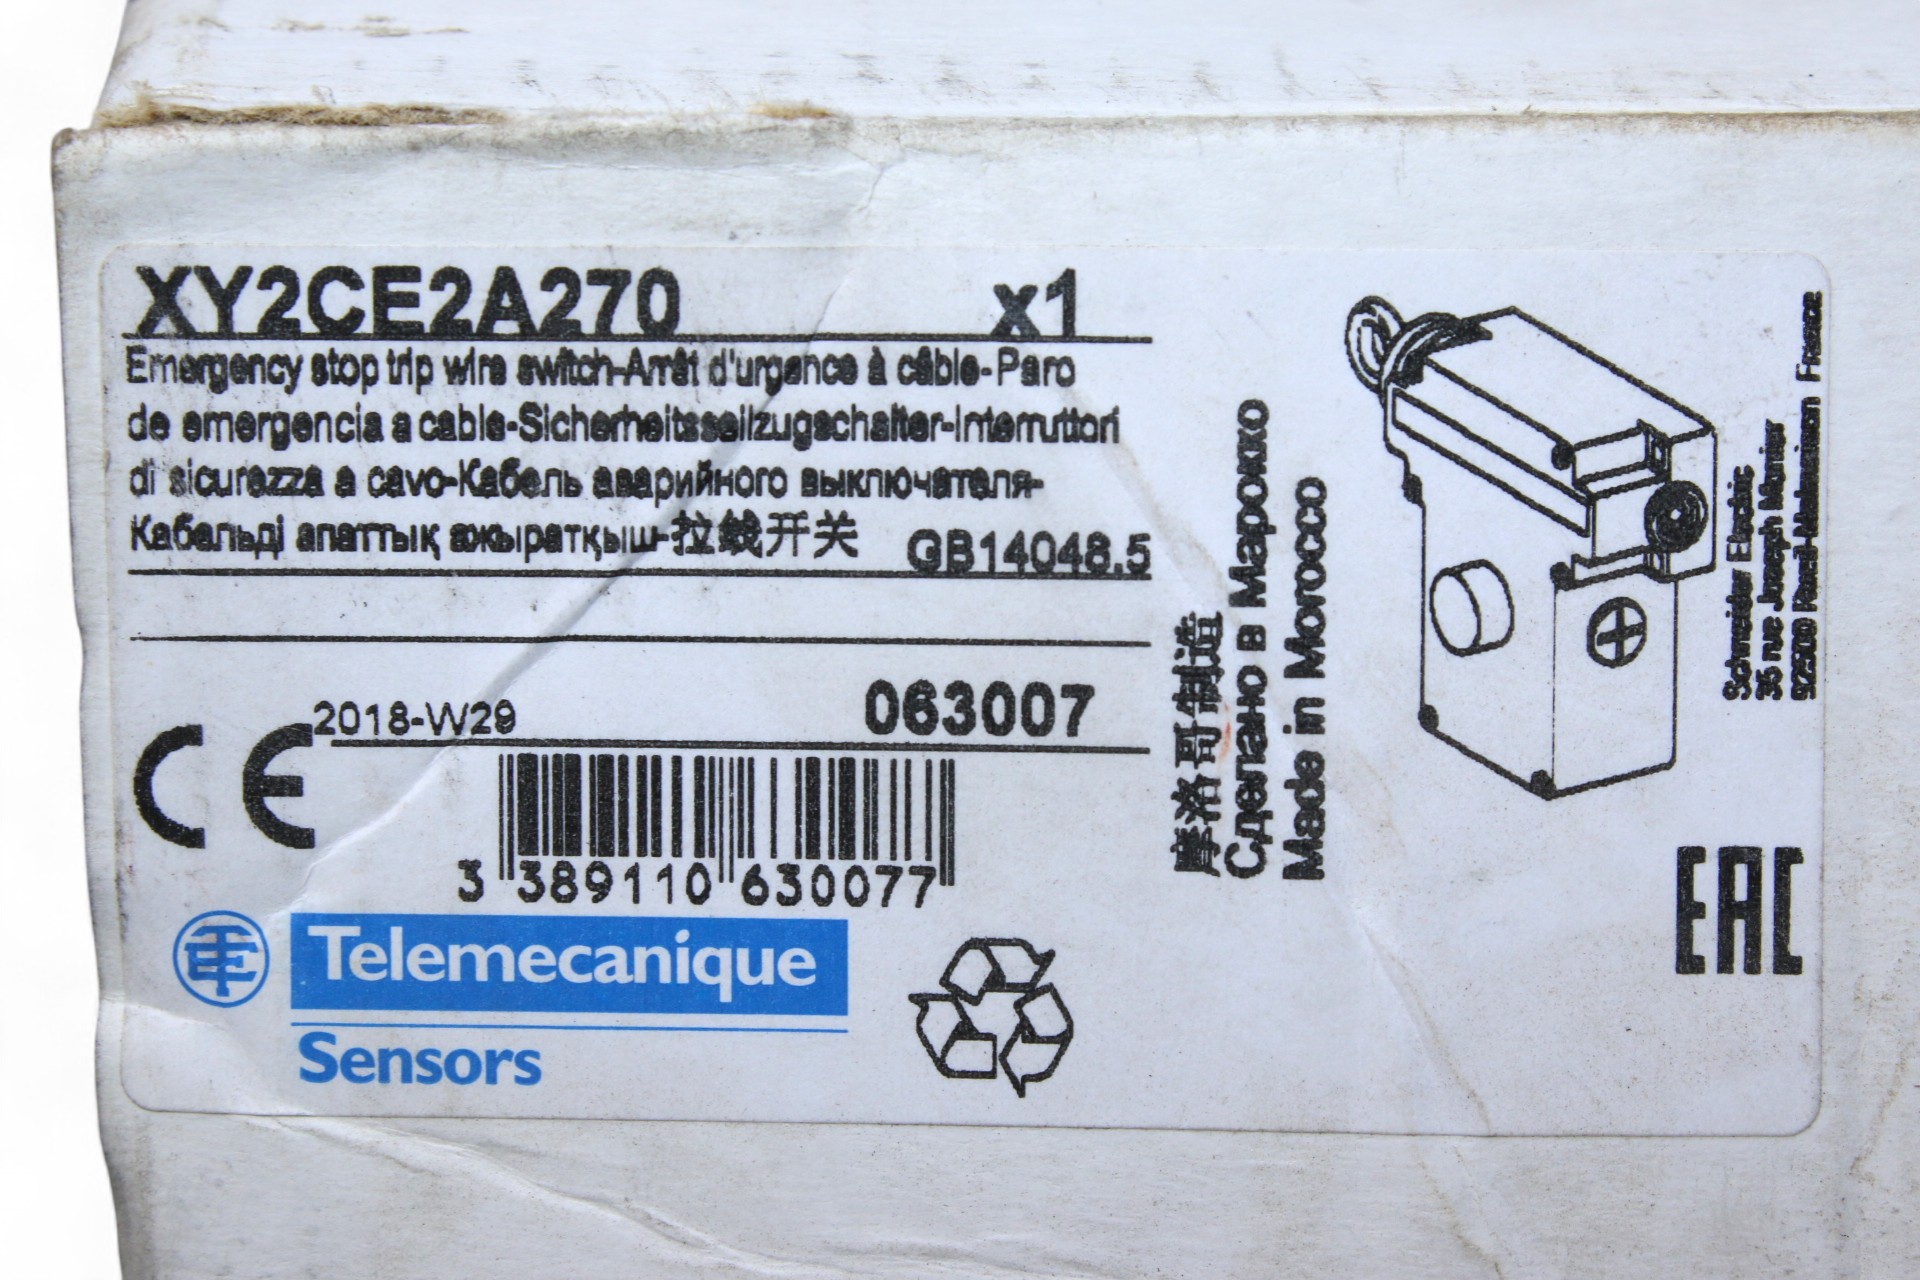 XY2CE2A270 x1
Emergency stop trip wire switch-Arrêt d'urgence à câble-Paro
de emergencia a cable-Sicherheitsseilzugschalter-Interruttori
di sicurezza a cavo-Кабель аварийного выключателя-
Кабельді апаттық ажыратқыш-拉线开关 GB14048.5
2018-W29 063007
CE
3 389110 630077
Telemecanique
Sensors
摩洛哥制造
Сделано в Марокко
Made in Morocco
Schneider Electric
35 rue Joseph Monier
92500 Rueil-Malmaison France
EAC